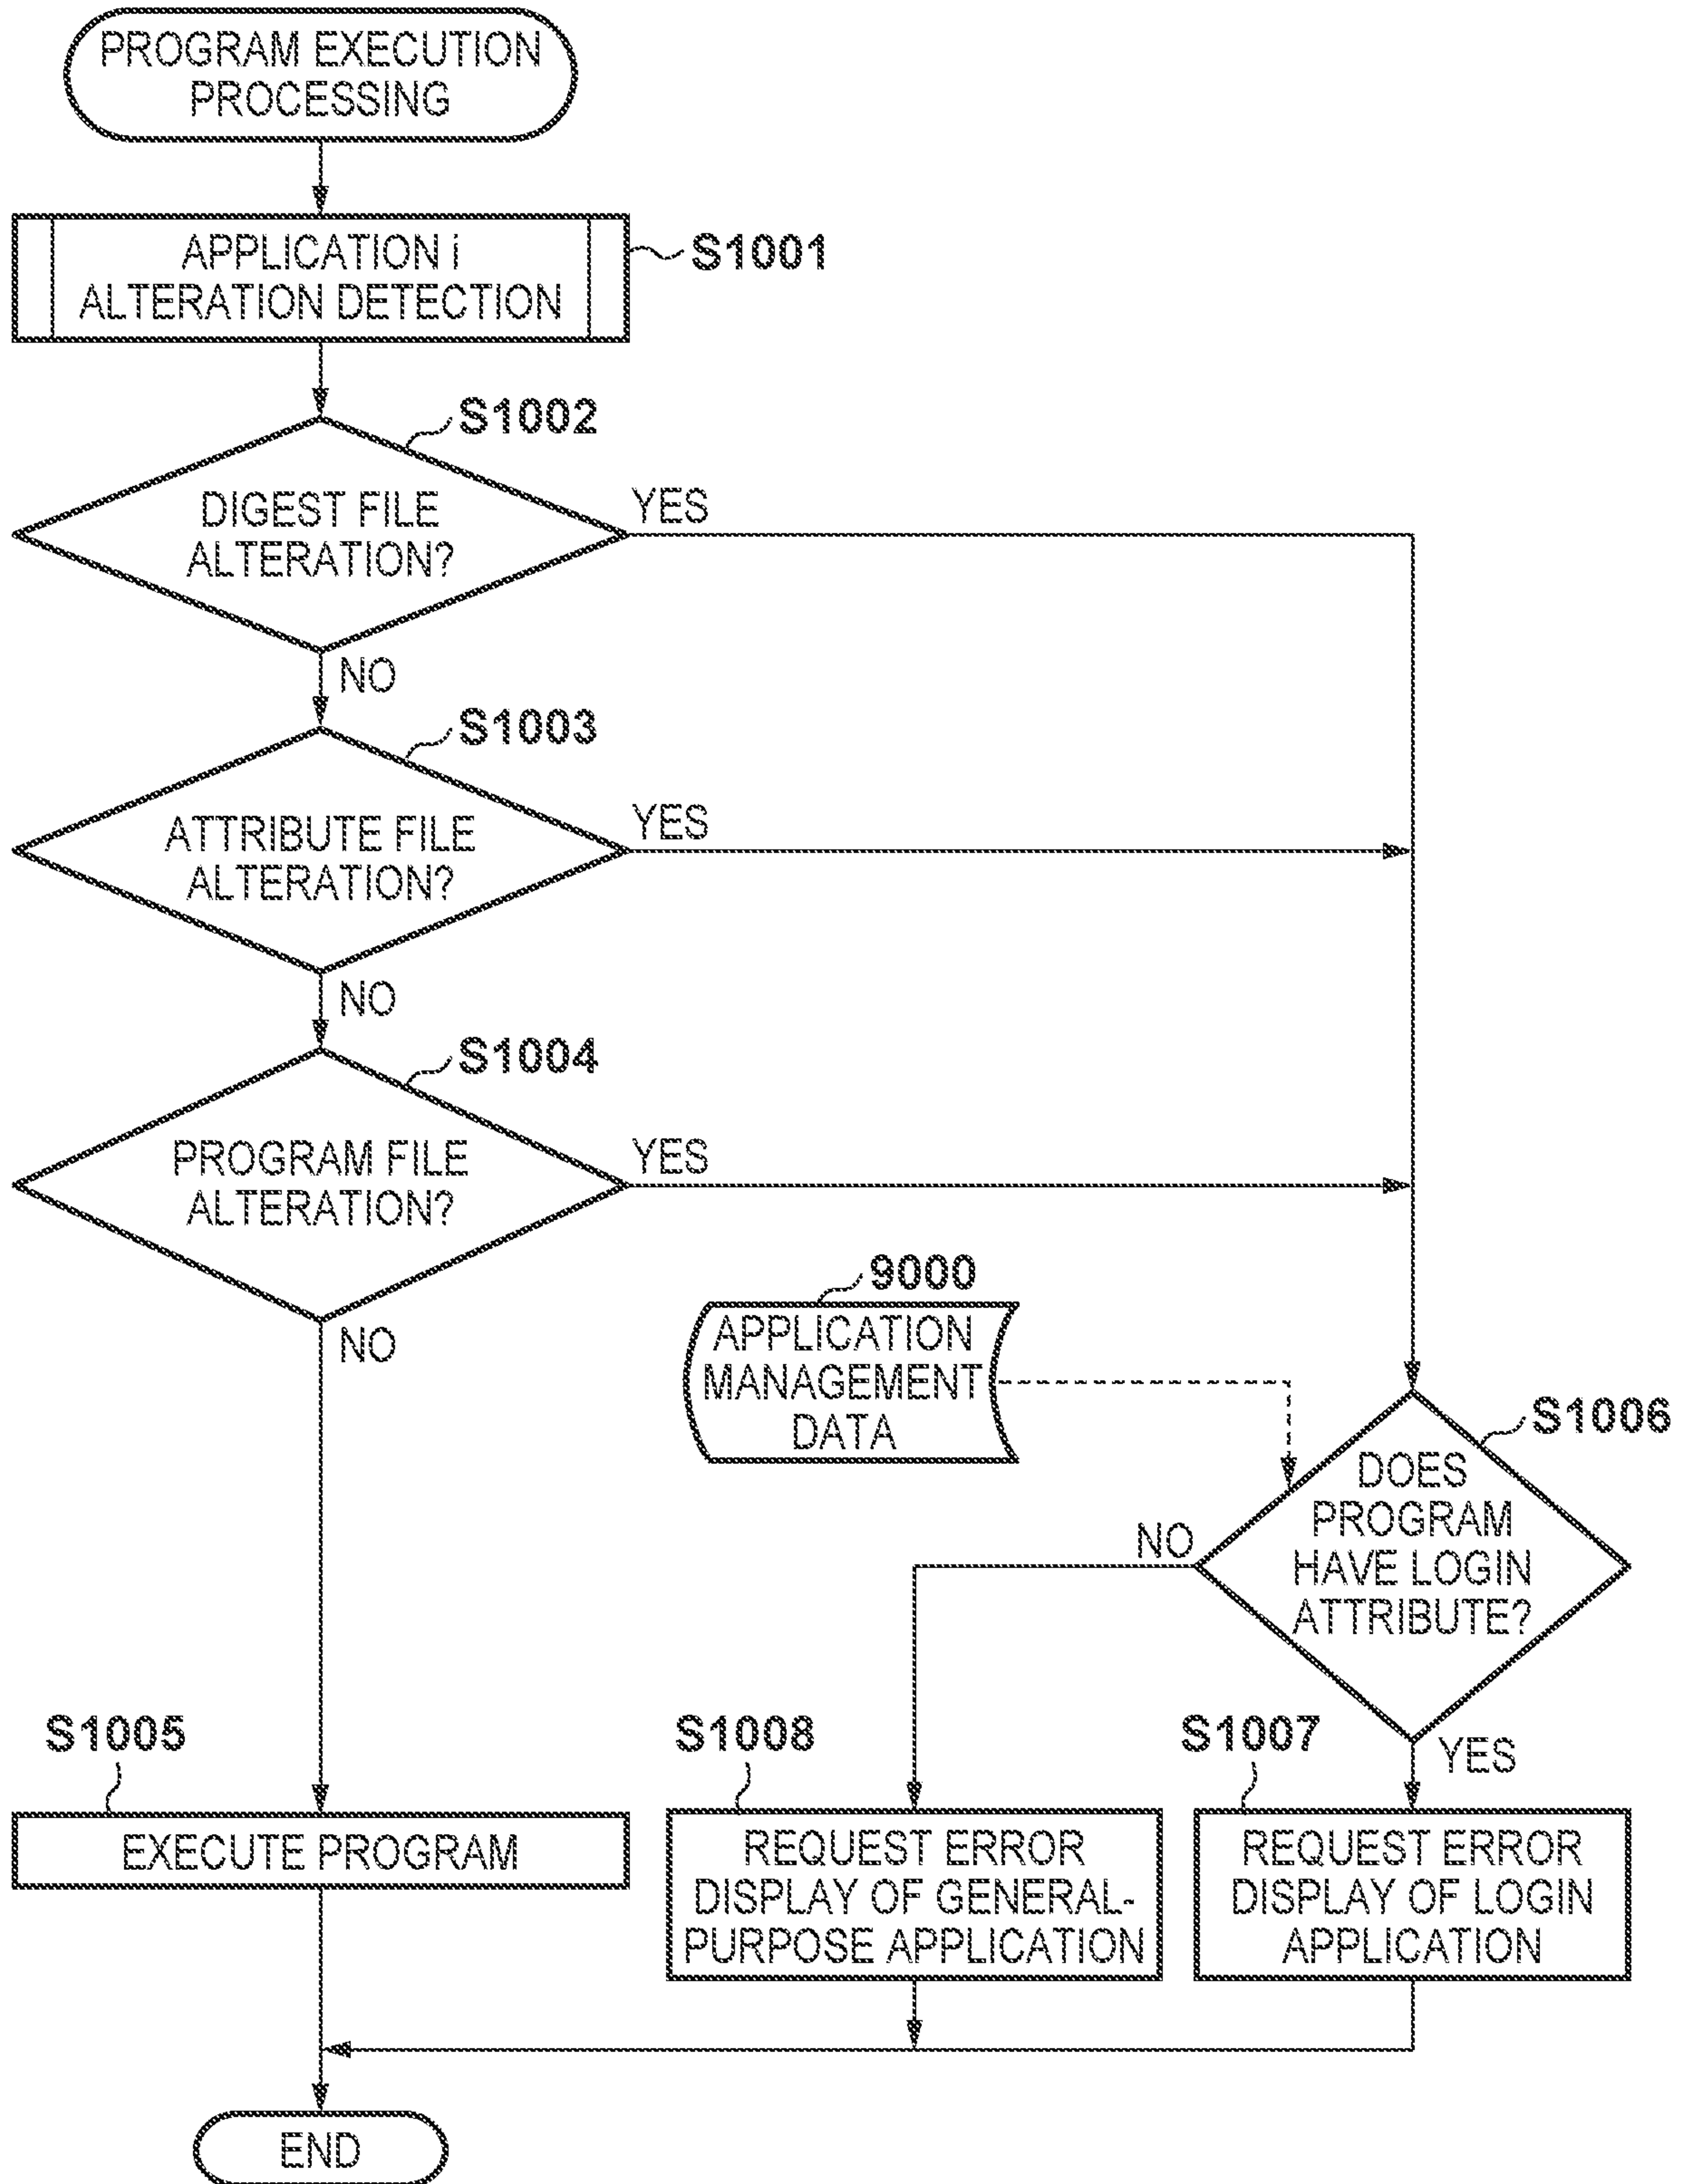 PROGRAM EXECUTION
PROCESSING
APPLICATION i
ALTERATION DETECTION
S1001
S1002
DIGEST FILE
ALTERATION?
YES
NO
S1003
ATTRIBUTE FILE
ALTERATION?
YES
NO
S1004
PROGRAM FILE
ALTERATION?
YES
NO
9000
APPLICATION
MANAGEMENT
DATA
S1006
DOES
PROGRAM
HAVE LOGIN
ATTRIBUTE?
NO
YES
S1005
EXECUTE PROGRAM
S1008
REQUEST ERROR
DISPLAY OF GENERAL-
PURPOSE APPLICATION
S1007
REQUEST ERROR
DISPLAY OF LOGIN
APPLICATION
END